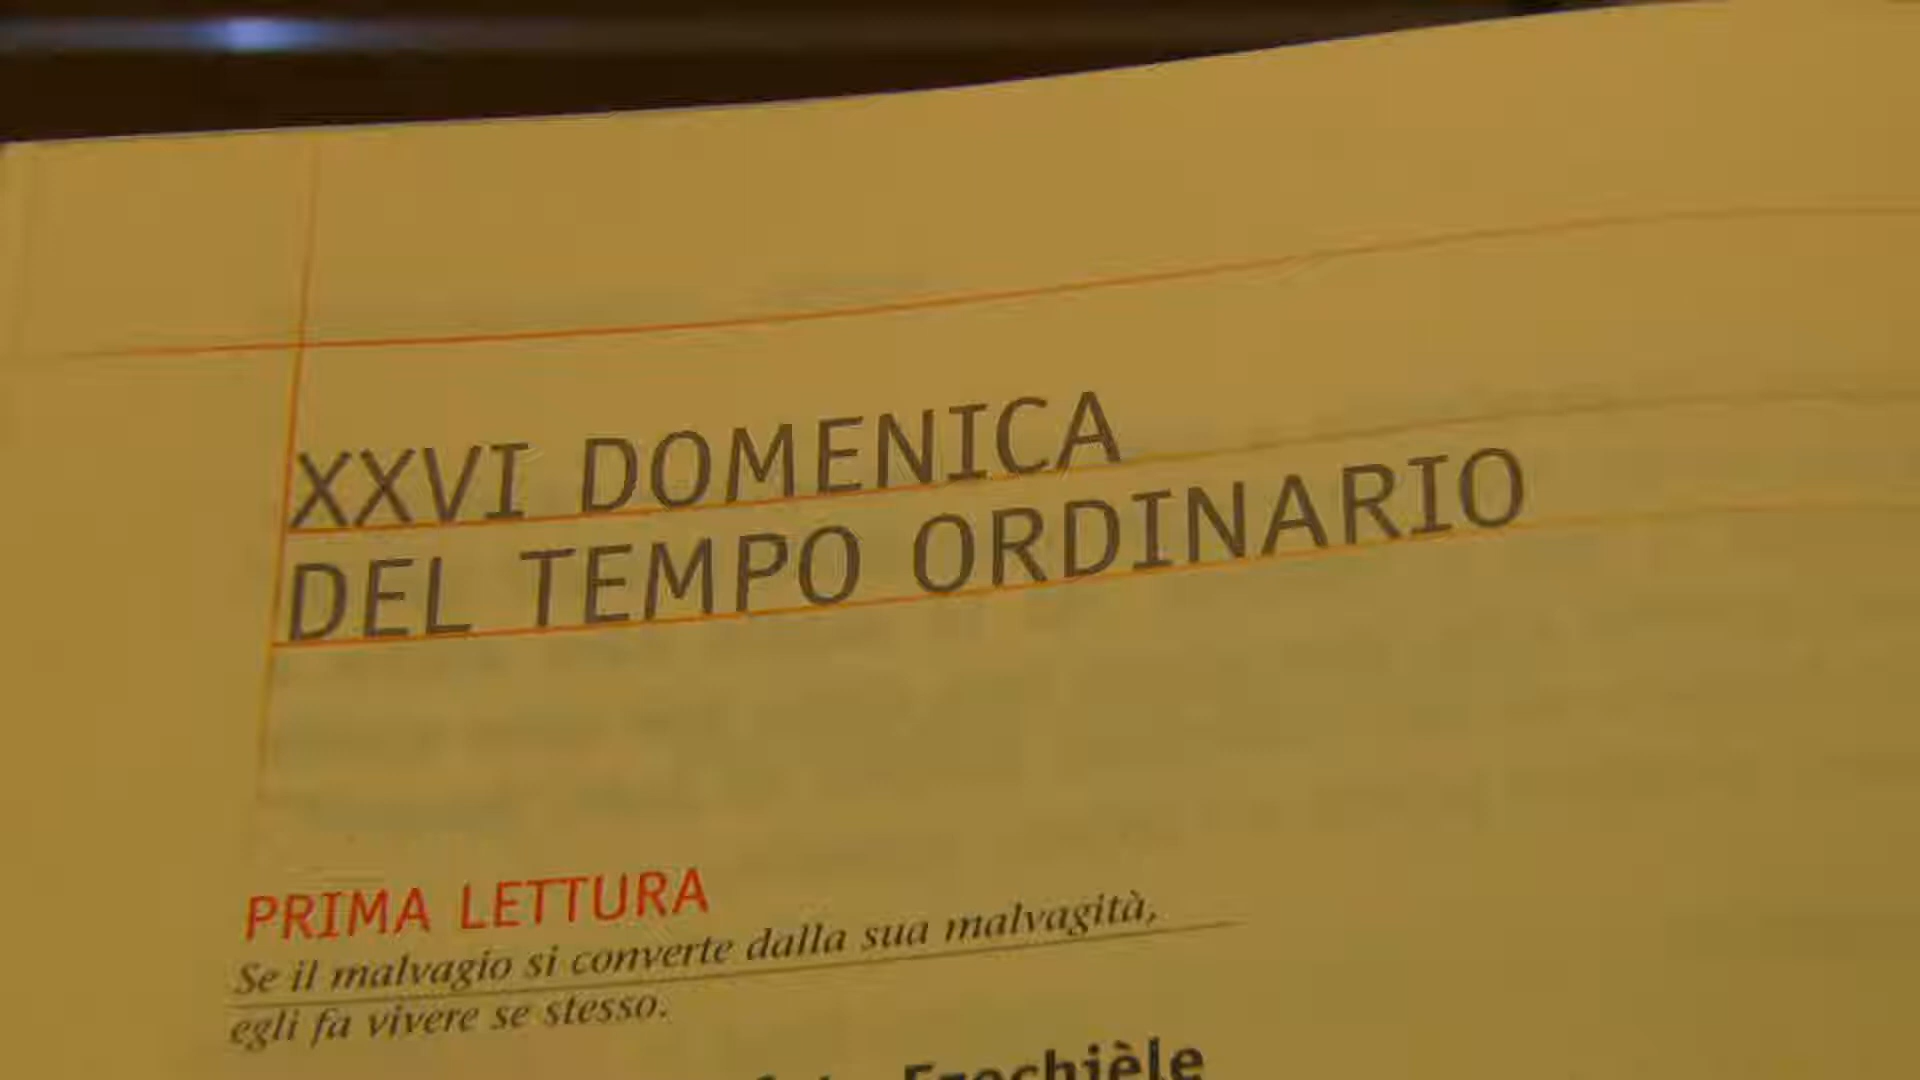 XXVI DOMENICA
DEL TEMPO ORDINARIO
PRIMA LETTURA
Se il malvagio si converte dalla sua malvagità,
egli fa vivere se stesso.
Ezechièle